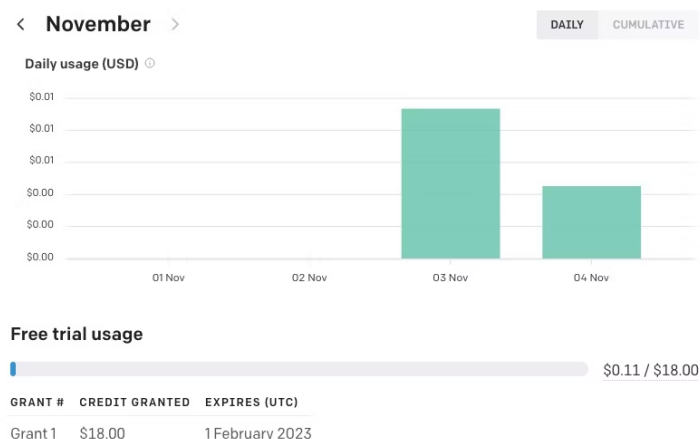 November
DAILY CUMULATIVE
Daily usage (USD)
$0.01
$0.01
$0.01
$0.00
$0.00
$0.00
01 Nov 02 Nov 03 Nov 04 Nov
Free trial usage
$0.11 / $18.00
GRANT # CREDIT GRANTED EXPIRES (UTC)
Grant 1 $18.00 1 February 2023